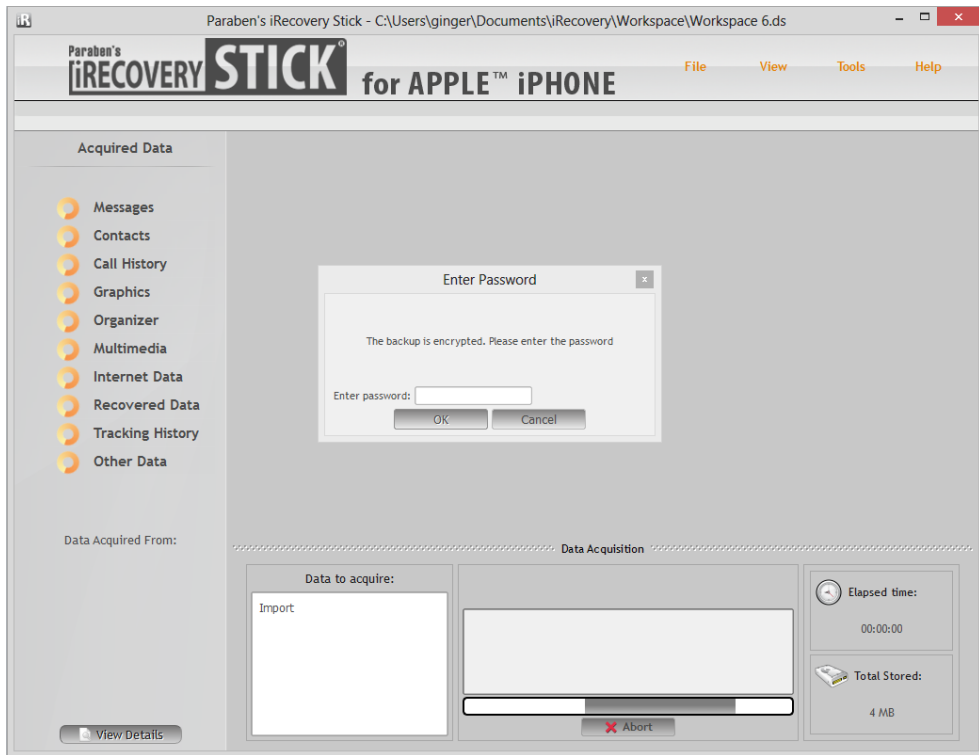 iR
Paraben's iRecovery Stick - C:\Users\ginger\Documents\iRecovery\Workspace\Workspace 6.ds
Paraben's
iRECOVERY STICK® for APPLE™ iPHONE
File View Tools Help
Acquired Data
Messages
Contacts
Call History
Graphics
Organizer
Multimedia
Internet Data
Recovered Data
Tracking History
Other Data
Data Acquired From:
View Details
Enter Password
x
The backup is encrypted. Please enter the password
Enter password:
OK Cancel
Data Acquisition
Data to acquire:
Import
Abort
Elapsed time:
00:00:00
Total Stored:
4 MB